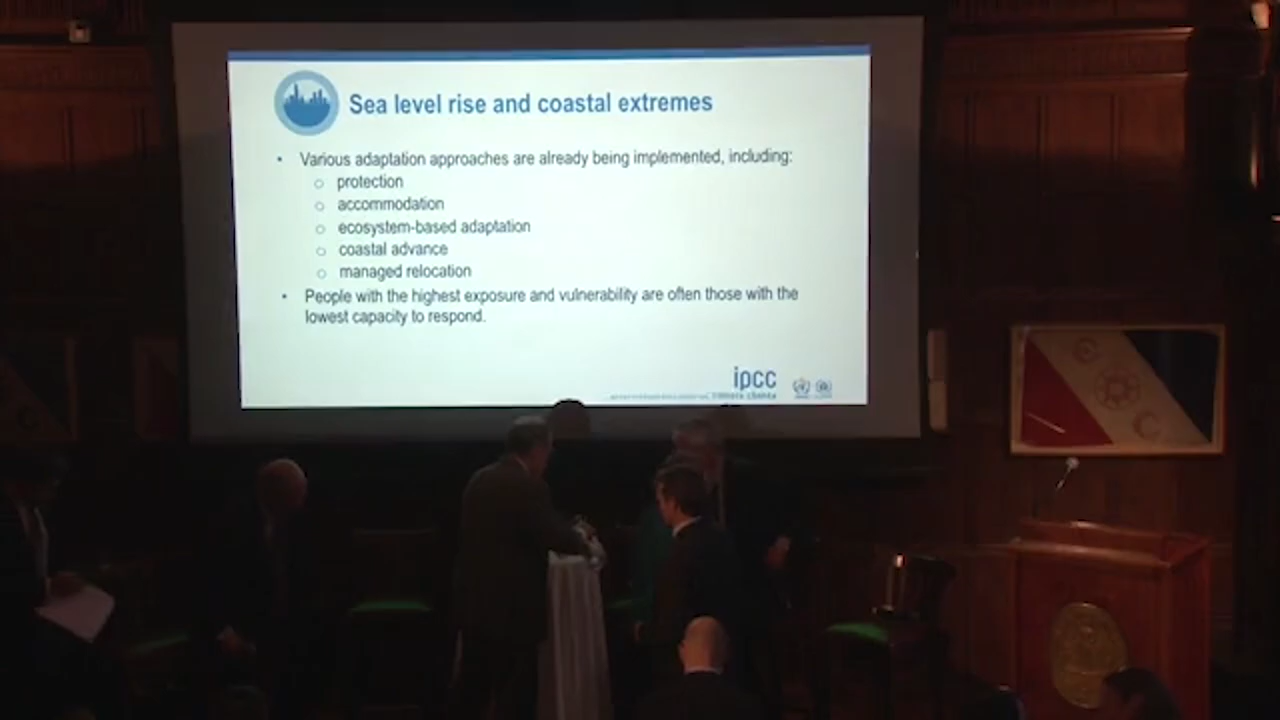 Sea level rise and coastal extremes
• Various adaptation approaches are already being implemented, including:
o protection
o accommodation
o ecosystem-based adaptation
o coastal advance
o managed relocation
• People with the highest exposure and vulnerability are often those with the
lowest capacity to respond.
ipcc
climate change